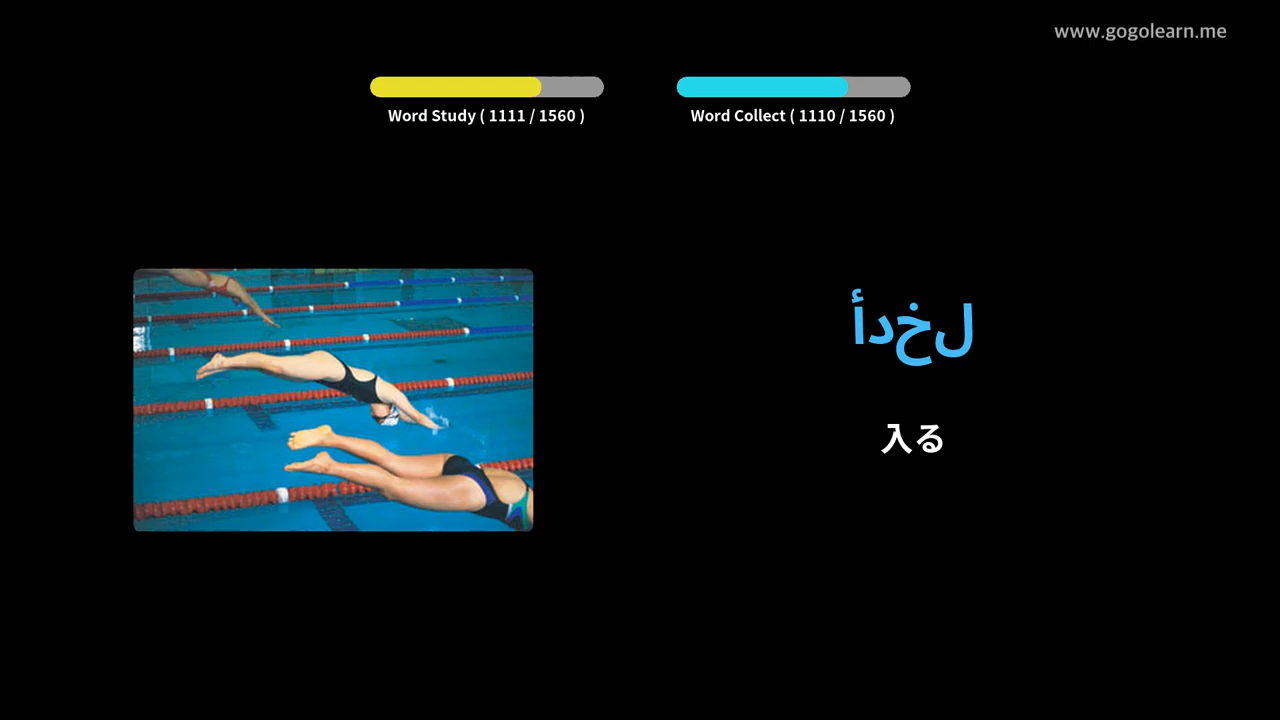 www.gogolearn.me
Word Study ( 1111 / 1560 )
Word Collect ( 1110 / 1560 )
أدخل
入る